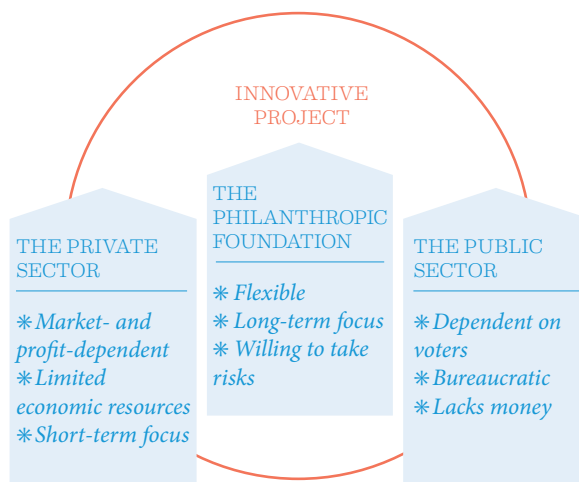 INNOVATIVE
PROJECT
THE PRIVATE
SECTOR
✳Market- and
profit-dependent
✳Limited
economic resources
✳Short-term focus
THE
PHILANTHROPIC
FOUNDATION
✳Flexible
✳Long-term focus
✳Willing to take
risks
THE PUBLIC
SECTOR
✳Dependent on
voters
✳Bureaucratic
✳Lacks money